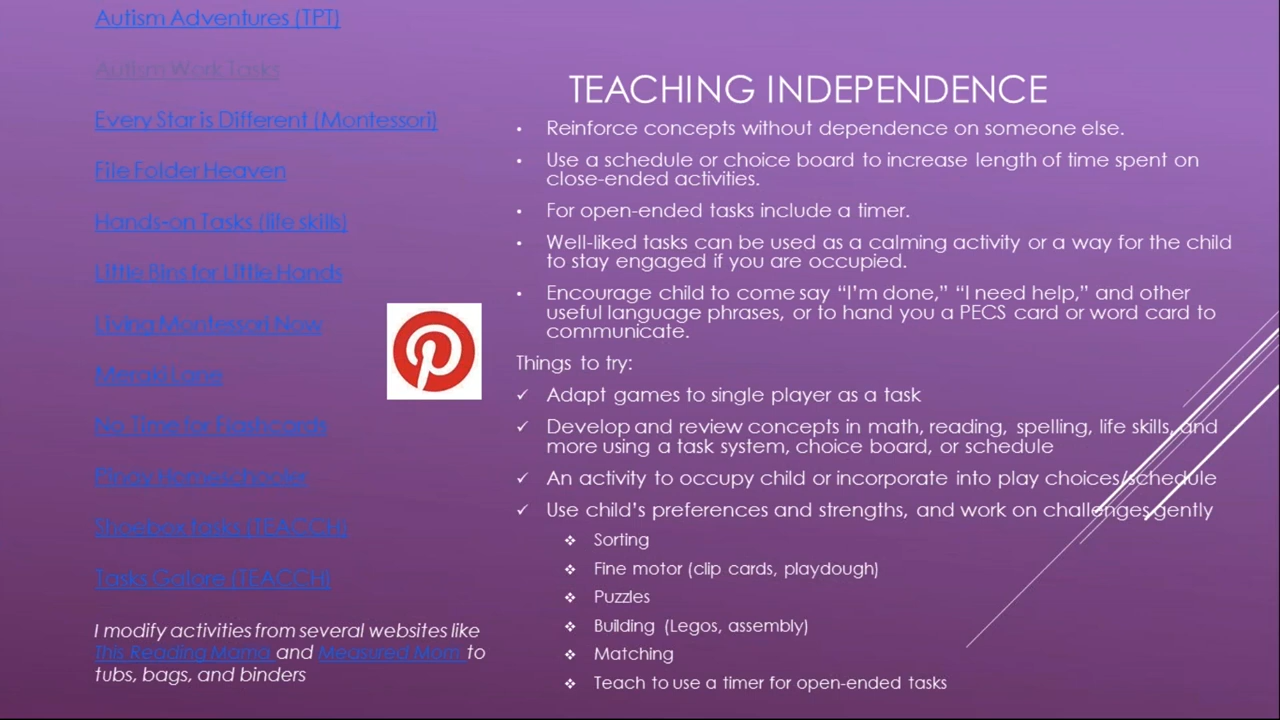 Autism Adventures (TPT)
Autism Work Tasks
Every Star is Different (Montessori)
File Folder Heaven
Hands-on Tasks (life skills)
Little Bins for Little Hands
Living Montessori Now
Meraki Lane
No Time for Flashcards
Pinay Homeschooler
Shoebox Tasks (TEACCH)
Tasks Galore (TEACCH)
I modify activities from several websites like
This Reading Mama and Measured Mom to
tubs, bags, and binders
TEACHING INDEPENDENCE
• Reinforce concepts without dependence on someone else.
• Use a schedule or choice board to increase length of time spent on
close-ended activities.
• For open-ended tasks include a timer.
• Well-liked tasks can be used as a calming activity or a way for the child
to stay engaged if you are occupied.
• Encourage child to come say “I’m done,” “I need help,” and other
useful language phrases, or to hand you a PECS card or word card to
communicate.
Things to try:
✓ Adapt games to single player as a task
✓ Develop and review concepts in math, reading, spelling, life skills, and
more using a task system, choice board, or schedule
✓ An activity to occupy child or incorporate into play choices/schedule
✓ Use child’s preferences and strengths, and work on challenges gently
❖ Sorting
❖ Fine motor (clip cards, playdough)
❖ Puzzles
❖ Building (Legos, assembly)
❖ Matching
❖ Teach to use a timer for open-ended tasks